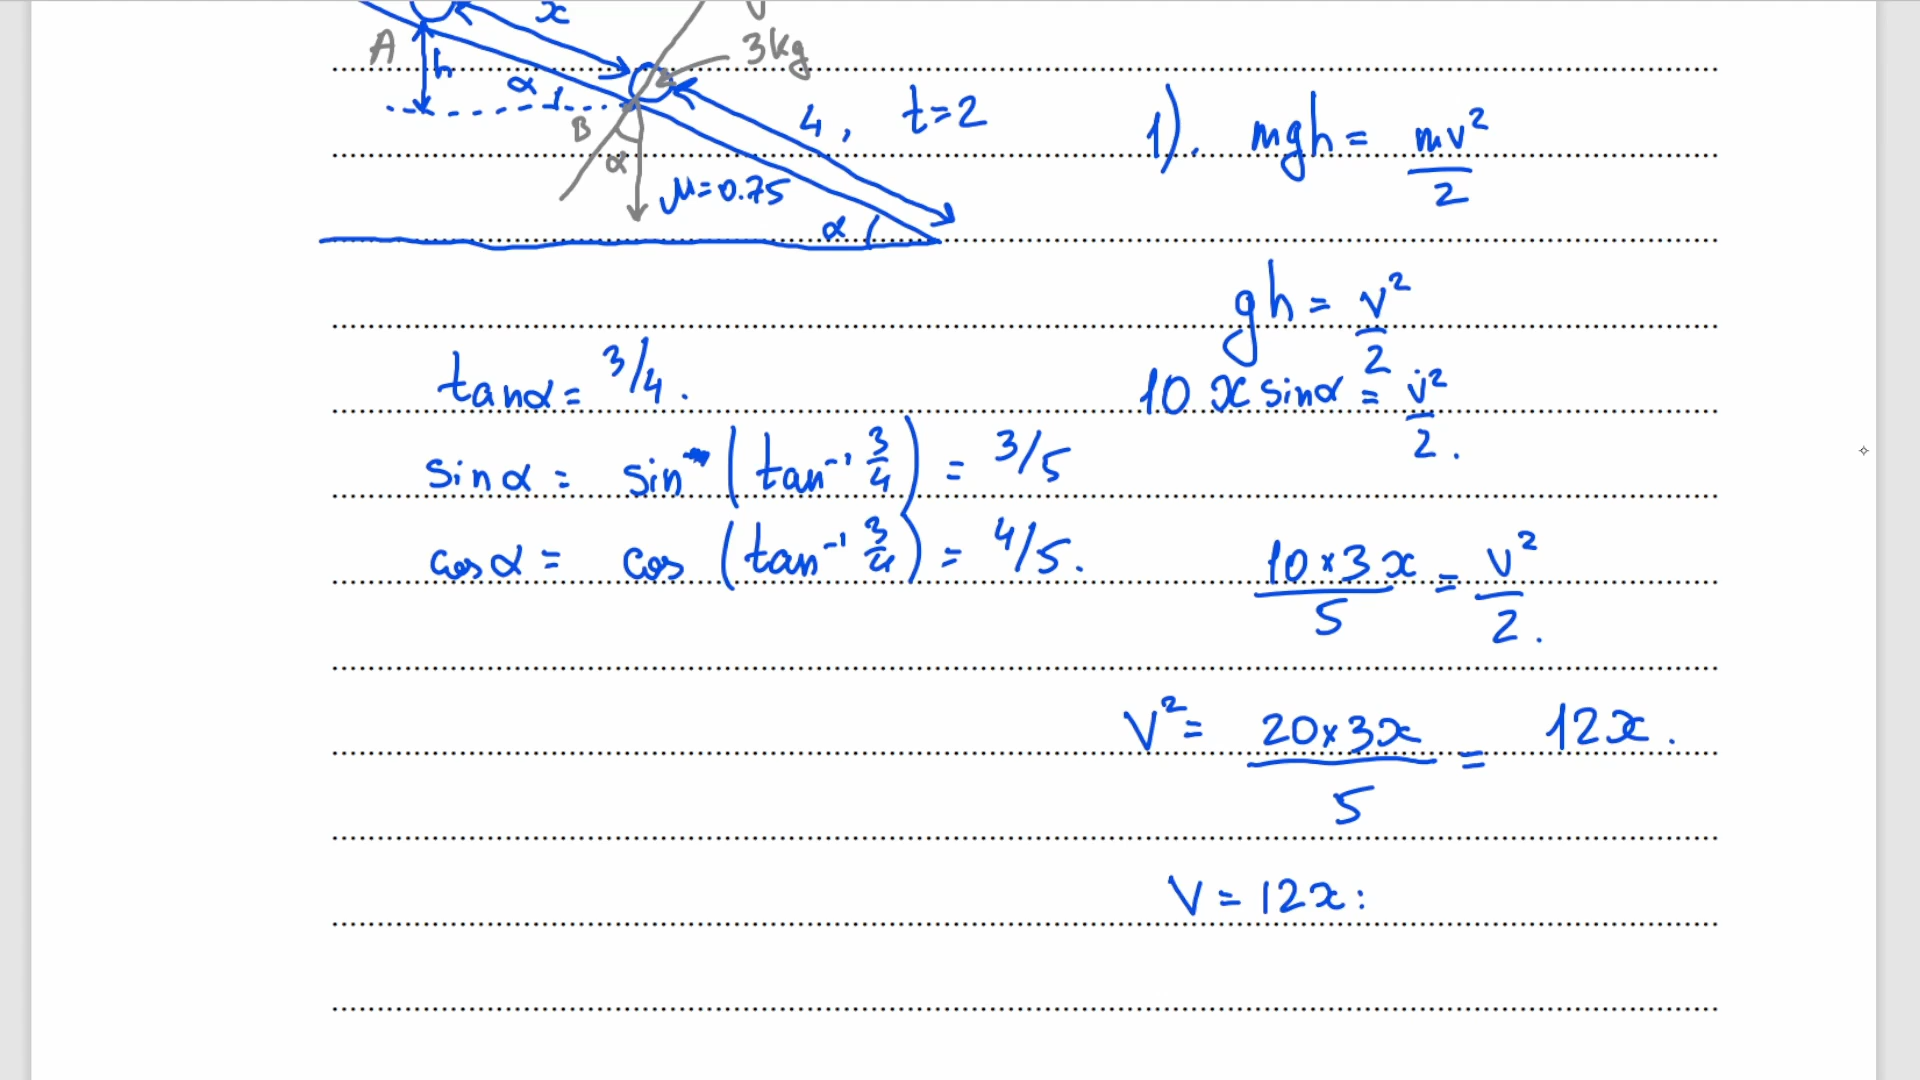 x
A
h
α
3kg
B
α
4, t=2
μ=0.75
α
1). mgh = mv²/2
gh = v²/2
tanα = 3/4.
10 x sinα = v²/2.
sinα = sin (tan⁻¹ 3/4) = 3/5
cosα = cos (tan⁻¹ 3/4) = 4/5.
10×3x/5 = v²/2.
V² = 20×3x/5 = 12x.
V = 12x: